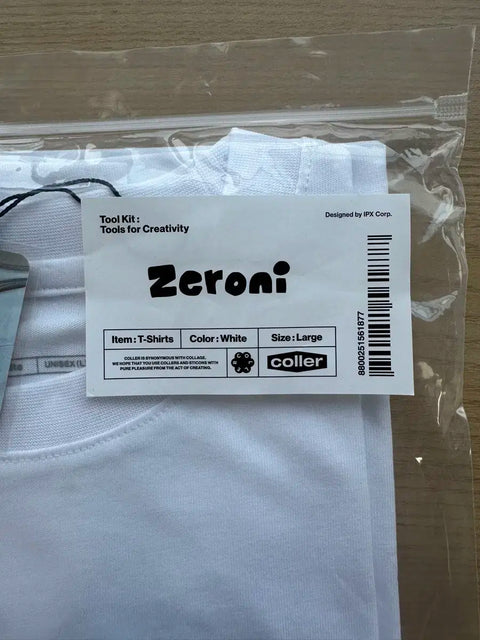 Tool Kit :
Tools for Creativity
Designed by IPX Corp.
Zeroni
Item : T-Shirts
Color : White
Size : Large
COLLER IS SYNONYMOUS WITH COLLAGE.
WE HOPE THAT YOU USE COLLERS AND STICONS WITH
PURE PLEASURE FROM THE ACT OF CREATING.
coller
8800251561877
UNISEX(L